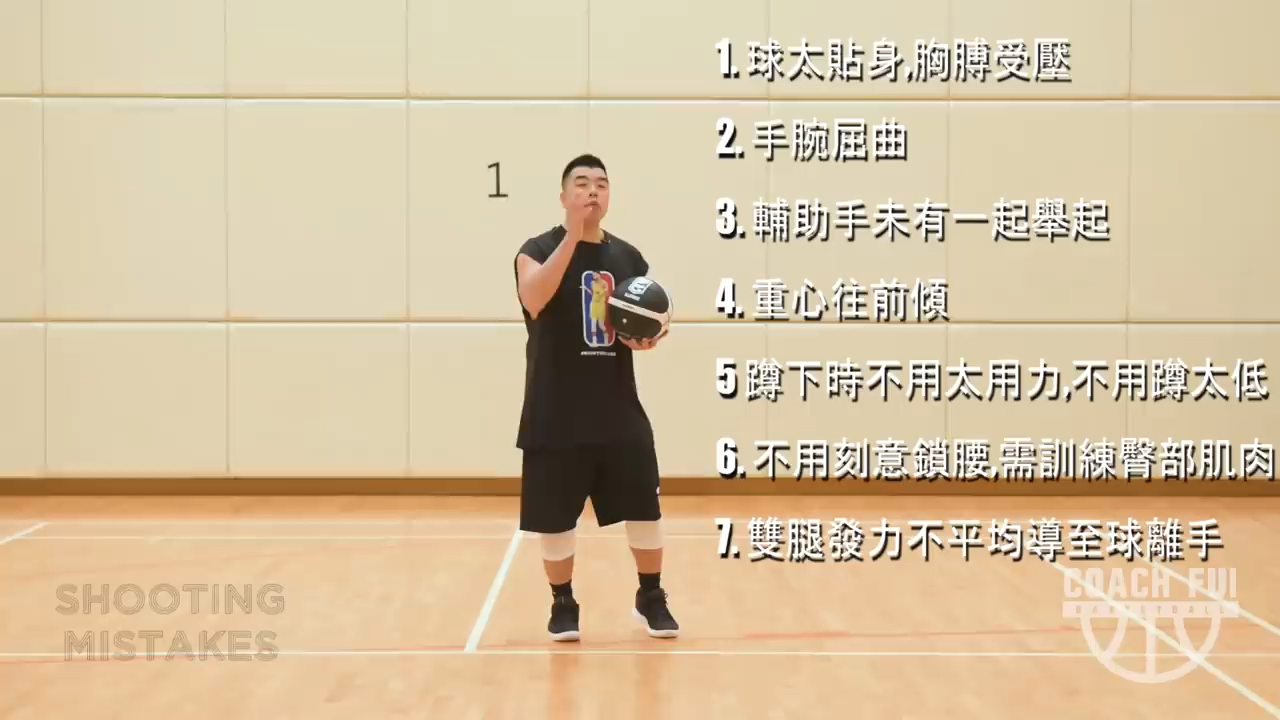 1. 球太貼身,胸膊受壓
2. 手腕屈曲
3. 輔助手未有一起舉起
4. 重心往前傾
5 蹲下時不用太用力,不用蹲太低
6. 不用刻意鎖腰,需訓練臀部肌肉
7. 雙腿發力不平均導至球離手
1
SHOOTING
MISTAKES
COACH FUI
BASKETBALL